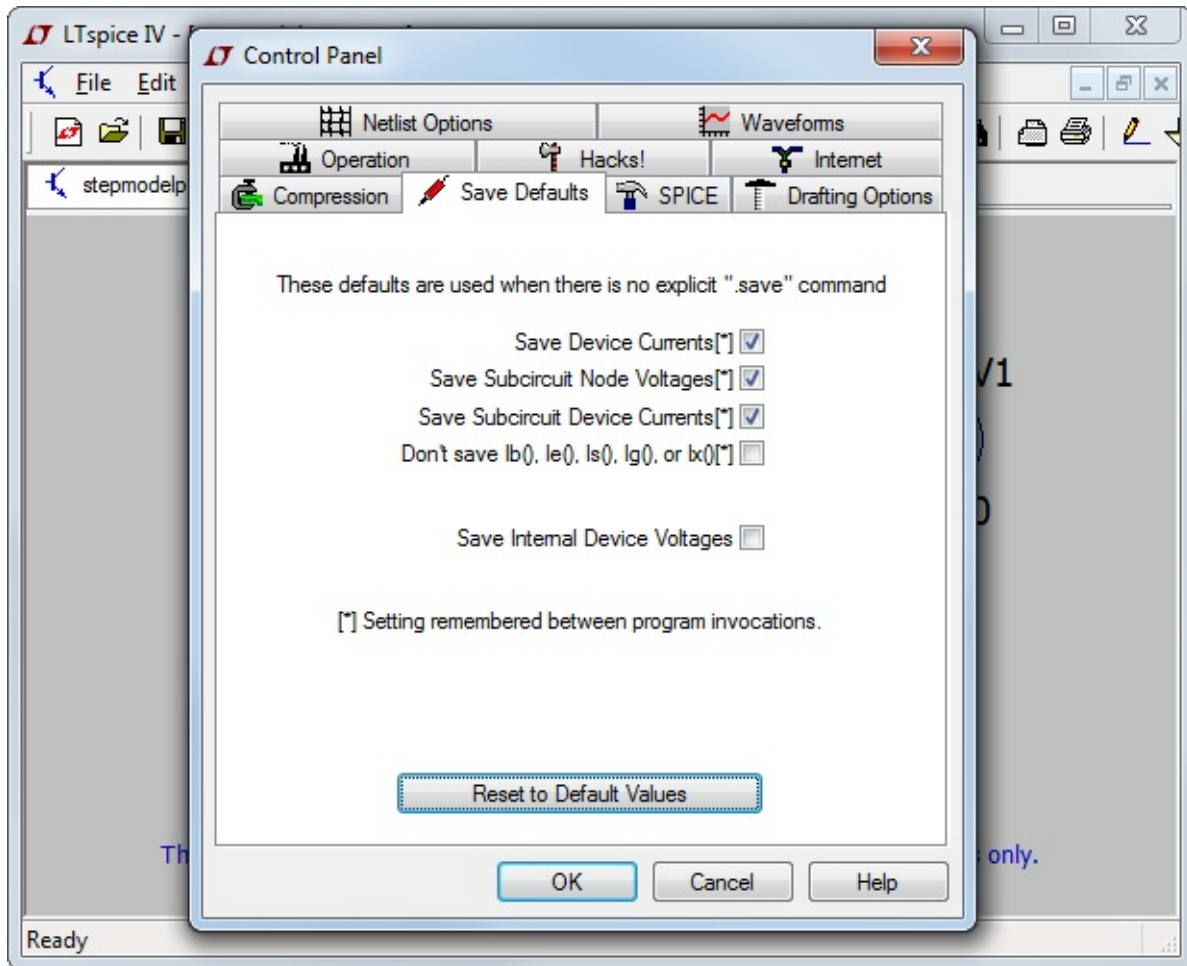 LTspice IV -
Control Panel
File Edit
Netlist Options Waveforms
Operation Hacks! Internet
stepmodelp
Compression Save Defaults SPICE Drafting Options
These defaults are used when there is no explicit ".save" command
Save Device Currents[*]
V1
Save Subcircuit Node Voltages[*]
Save Subcircuit Device Currents[*]
Don't save Ib(), Ie(), Is(), Ig(), or Ix()[*]
Save Internal Device Voltages
[*] Setting remembered between program invocations.
Reset to Default Values
Th
only.
OK Cancel Help
Ready